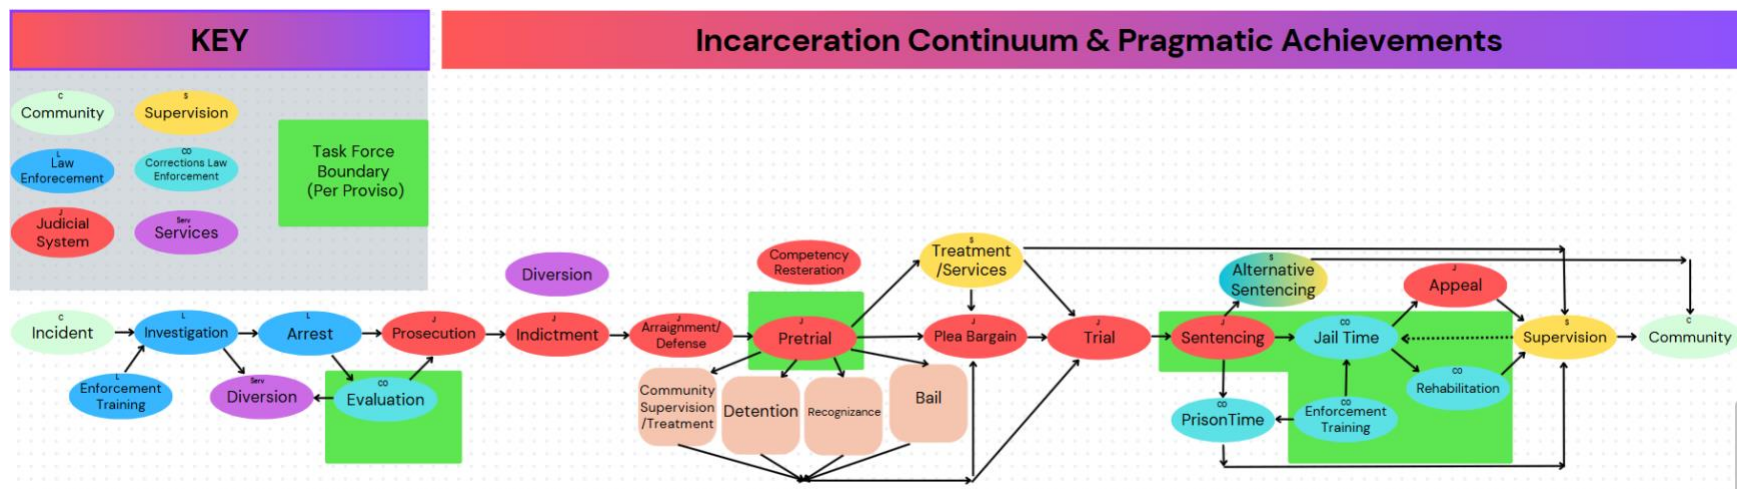 KEY
Incarceration Continuum & Pragmatic Achievements
C
Community
S
Supervision
L
Law
Enforecement
CO
Corrections Law
Enforcement
J
Judicial
System
Serv
Services
Task Force
Boundary
(Per Proviso)
C
Incident
L
Investigation
L
Arrest
J
Prosecution
J
Indictment
J
Arraignment/
Defense
J
Pretrial
J
Plea Bargain
J
Trial
J
Sentencing
CO
Jail Time
S
Supervision
C
Community
Diversion
Competency
Resteration
S
Treatment
/Services
S
Alternative
Sentencing
J
Appeal
L
Enforcement
Training
Serv
Diversion
CO
Evaluation
Community
Supervision
/Treatment
Detention
Recognizance
Bail
CO
PrisonTime
CO
Enforcement
Training
CO
Rehabilitation